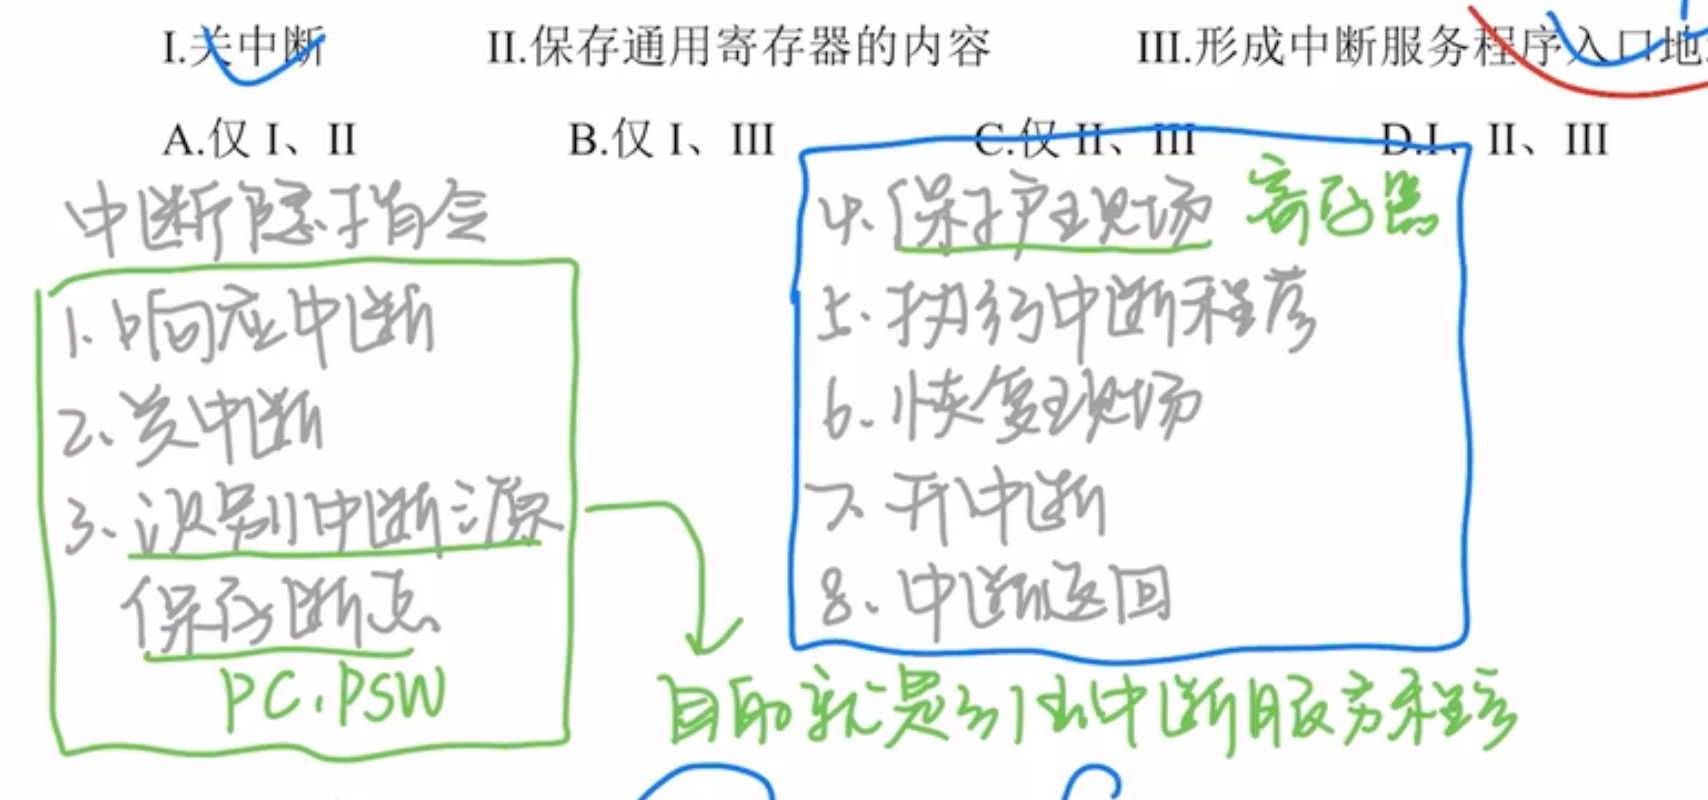 I.关中断 II.保存通用寄存器的内容 III.形成中断服务程序入口地
A.仅 I、II B.仅 I、III C.仅 II、III D.I、II、III
中断隐指令
1.响应中断
2.关中断
3.识别中断源
保存断点
PC.PSW
4.保护现场 寄存器
5.执行中断程序
6.恢复现场
7.开中断
8.中断返回
目的就是引出中断服务程序